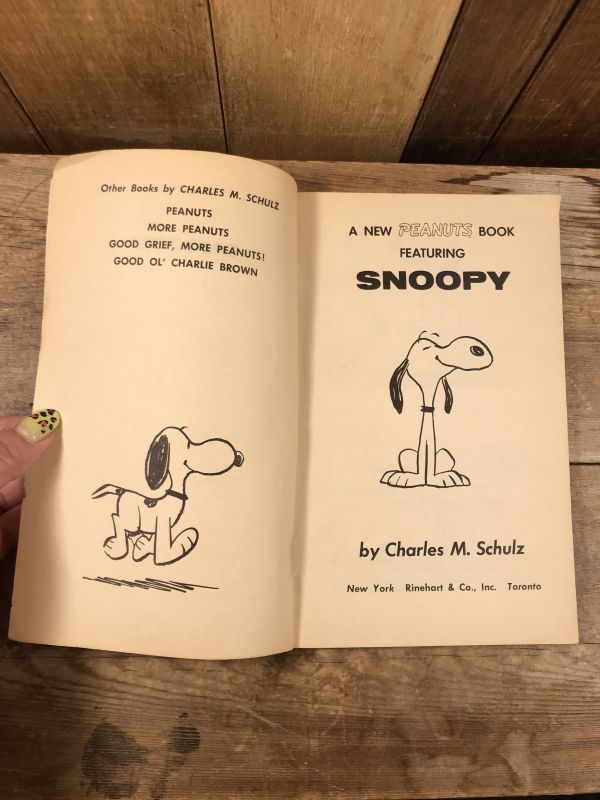 Other Books by CHARLES M. SCHULZ
PEANUTS
MORE PEANUTS
GOOD GRIEF, MORE PEANUTS!
GOOD OL' CHARLIE BROWN
A NEW PEANUTS BOOK
FEATURING
SNOOPY
by Charles M. Schulz
New York Rinehart & Co., Inc. Toronto